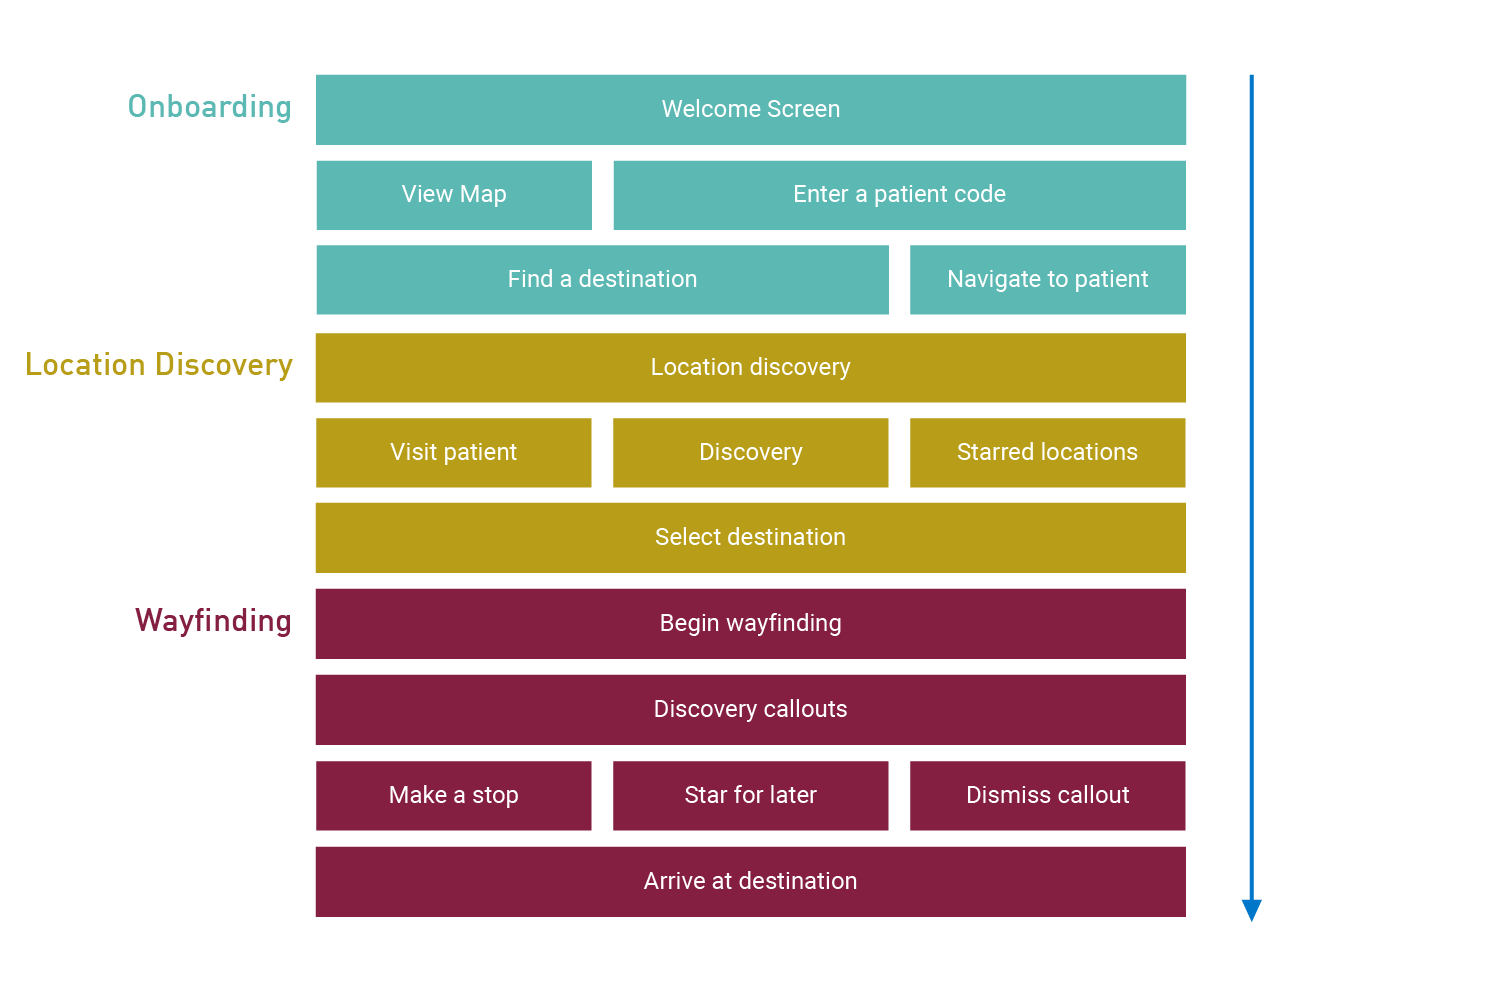 Onboarding
Welcome Screen
View Map
Enter a patient code
Find a destination
Navigate to patient
Location Discovery
Location discovery
Visit patient
Discovery
Starred locations
Select destination
Wayfinding
Begin wayfinding
Discovery callouts
Make a stop
Star for later
Dismiss callout
Arrive at destination